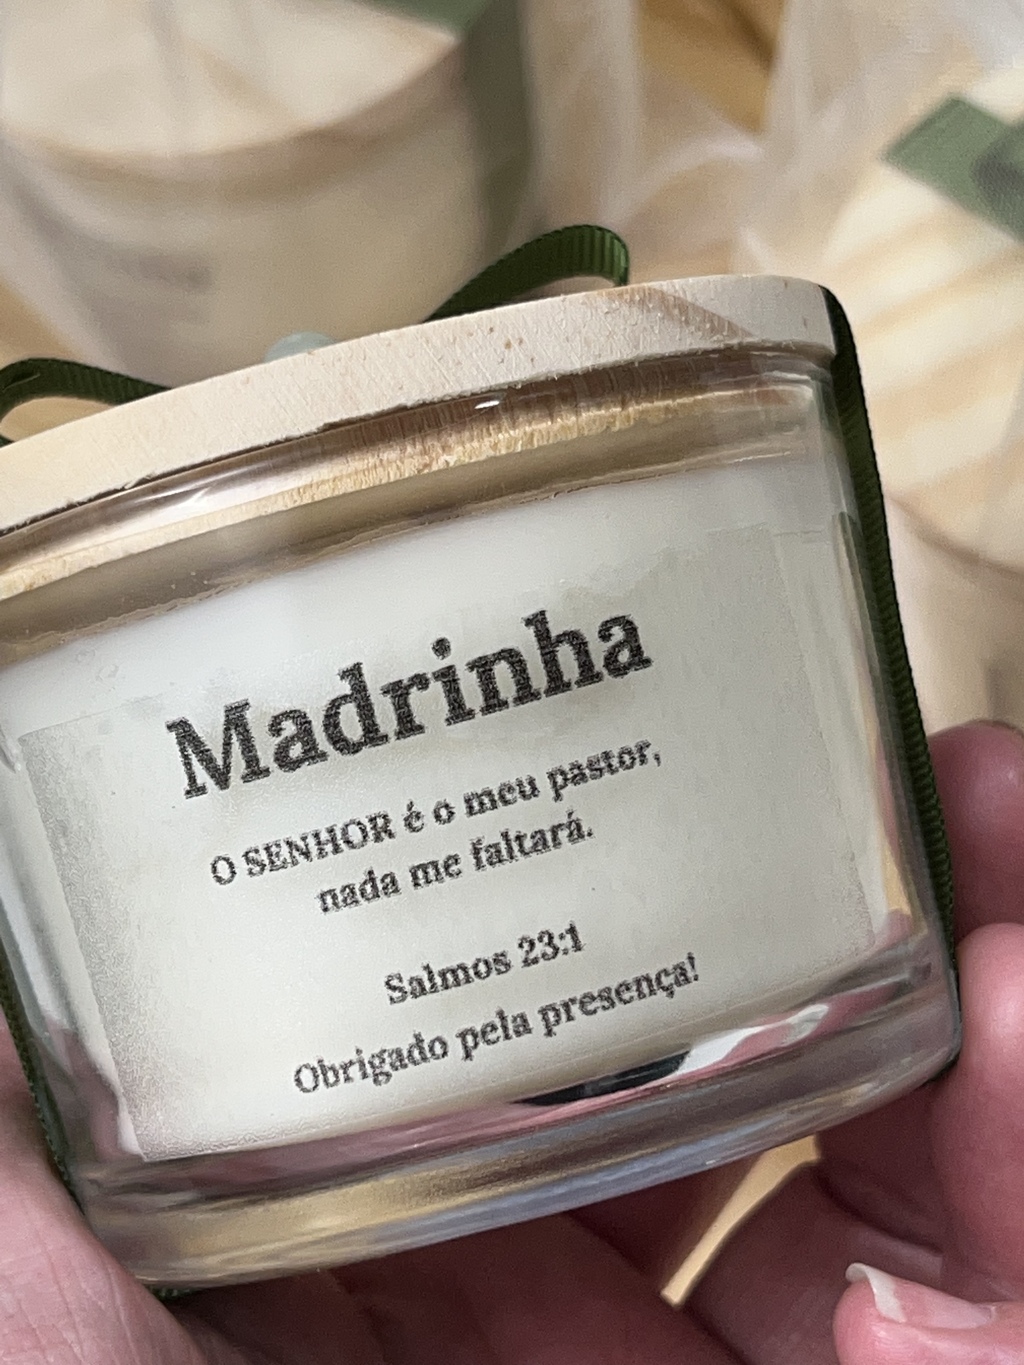 Madrinha
O SENHOR é o meu pastor,
nada me faltará.
Salmos 23:1
Obrigado pela presença!